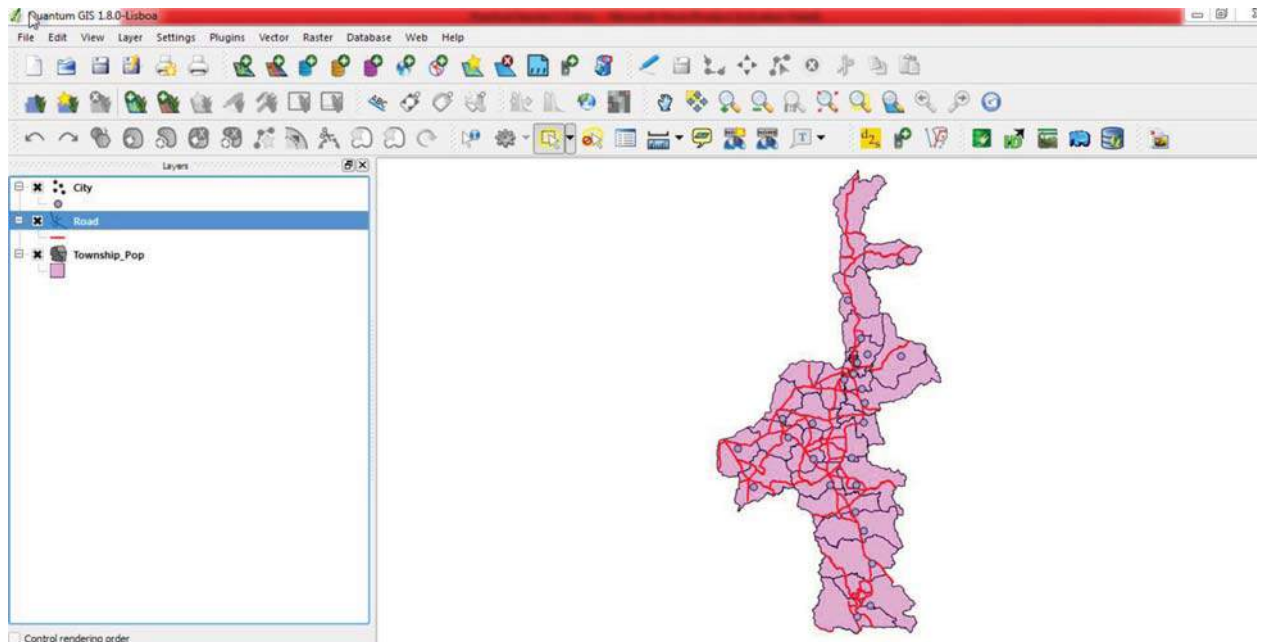 Quantum GIS 1.8.0-Lisboa
File Edit View Layer Settings Plugins Vector Raster Database Web Help
Layers
City
Road
Township_Pop
Control rendering order